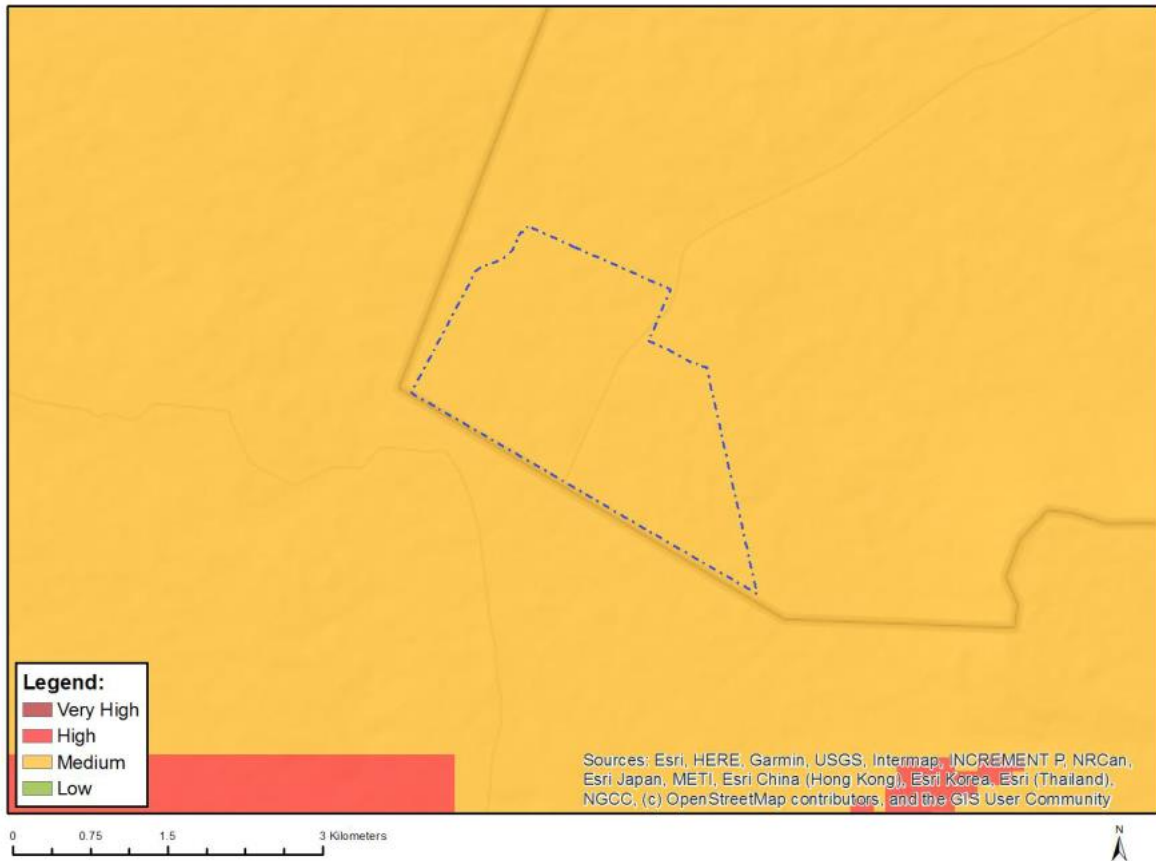 Legend:
Very High
High
Medium
Low
Sources: Esri, HERE, Garmin, USGS, Intermap, INCREMENT P, NRCan,
Esri Japan, METI, Esri China (Hong Kong), Esri Korea, Esri (Thailand),
NGCC, (c) OpenStreetMap contributors, and the GIS User Community
0 0.75 1.5 3 Kilometers
N